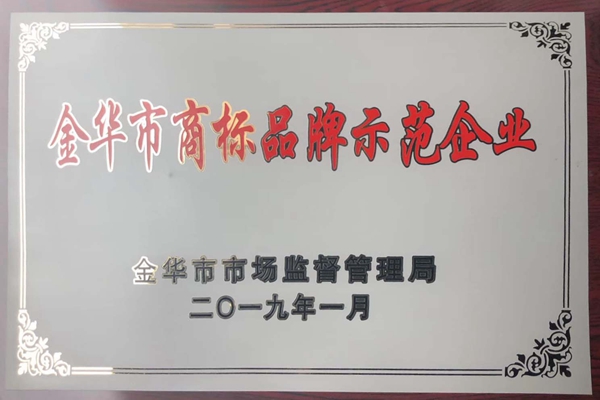 金华市商标品牌示范企业
金华市市场监督管理局
二〇一九年一月